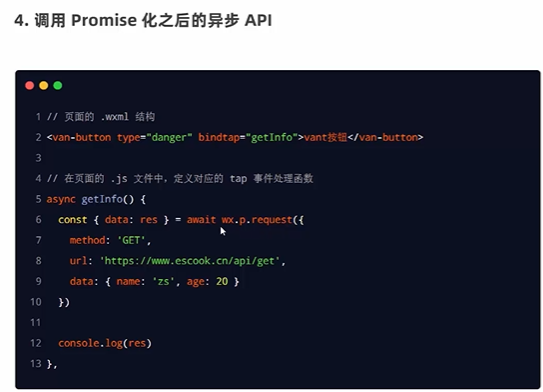 4. 调用 Promise 化之后的异步 API
1 // 页面的 .wxml 结构
2 <van-button type="danger" bindtap="getInfo">vant按钮</van-button>
3
4 // 在页面的 .js 文件中，定义对应的 tap 事件处理函数
5 async getInfo() {
6 const { data: res } = await wx.p.request({
7 method: 'GET',
8 url: 'https://www.escook.cn/api/get',
9 data: { name: 'zs', age: 20 }
10 })
11
12 console.log(res)
13 },